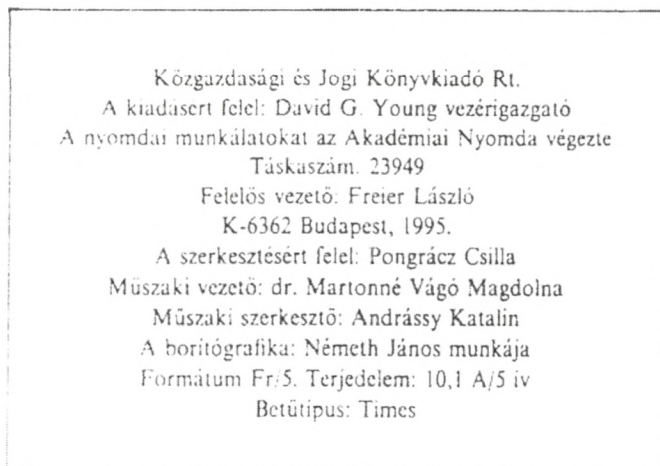 Közgazdasági és Jogi Könyvkiadó Rt.
A kiadásért felel: David G. Young vezérigazgató
A nyomdai munkálatokat az Akadémiai Nyomda végezte
Táskaszám. 23949
Felelős vezető: Freier László
K-6362 Budapest, 1995.
A szerkesztésért felel: Pongrácz Csilla
Műszaki vezető: dr. Martonné Vágó Magdolna
Műszaki szerkesztő: Andrássy Katalin
A borítógrafika: Németh János munkája
Formátum Fr/5. Terjedelem: 10,1 A/5 ív
Betűtípus: Times